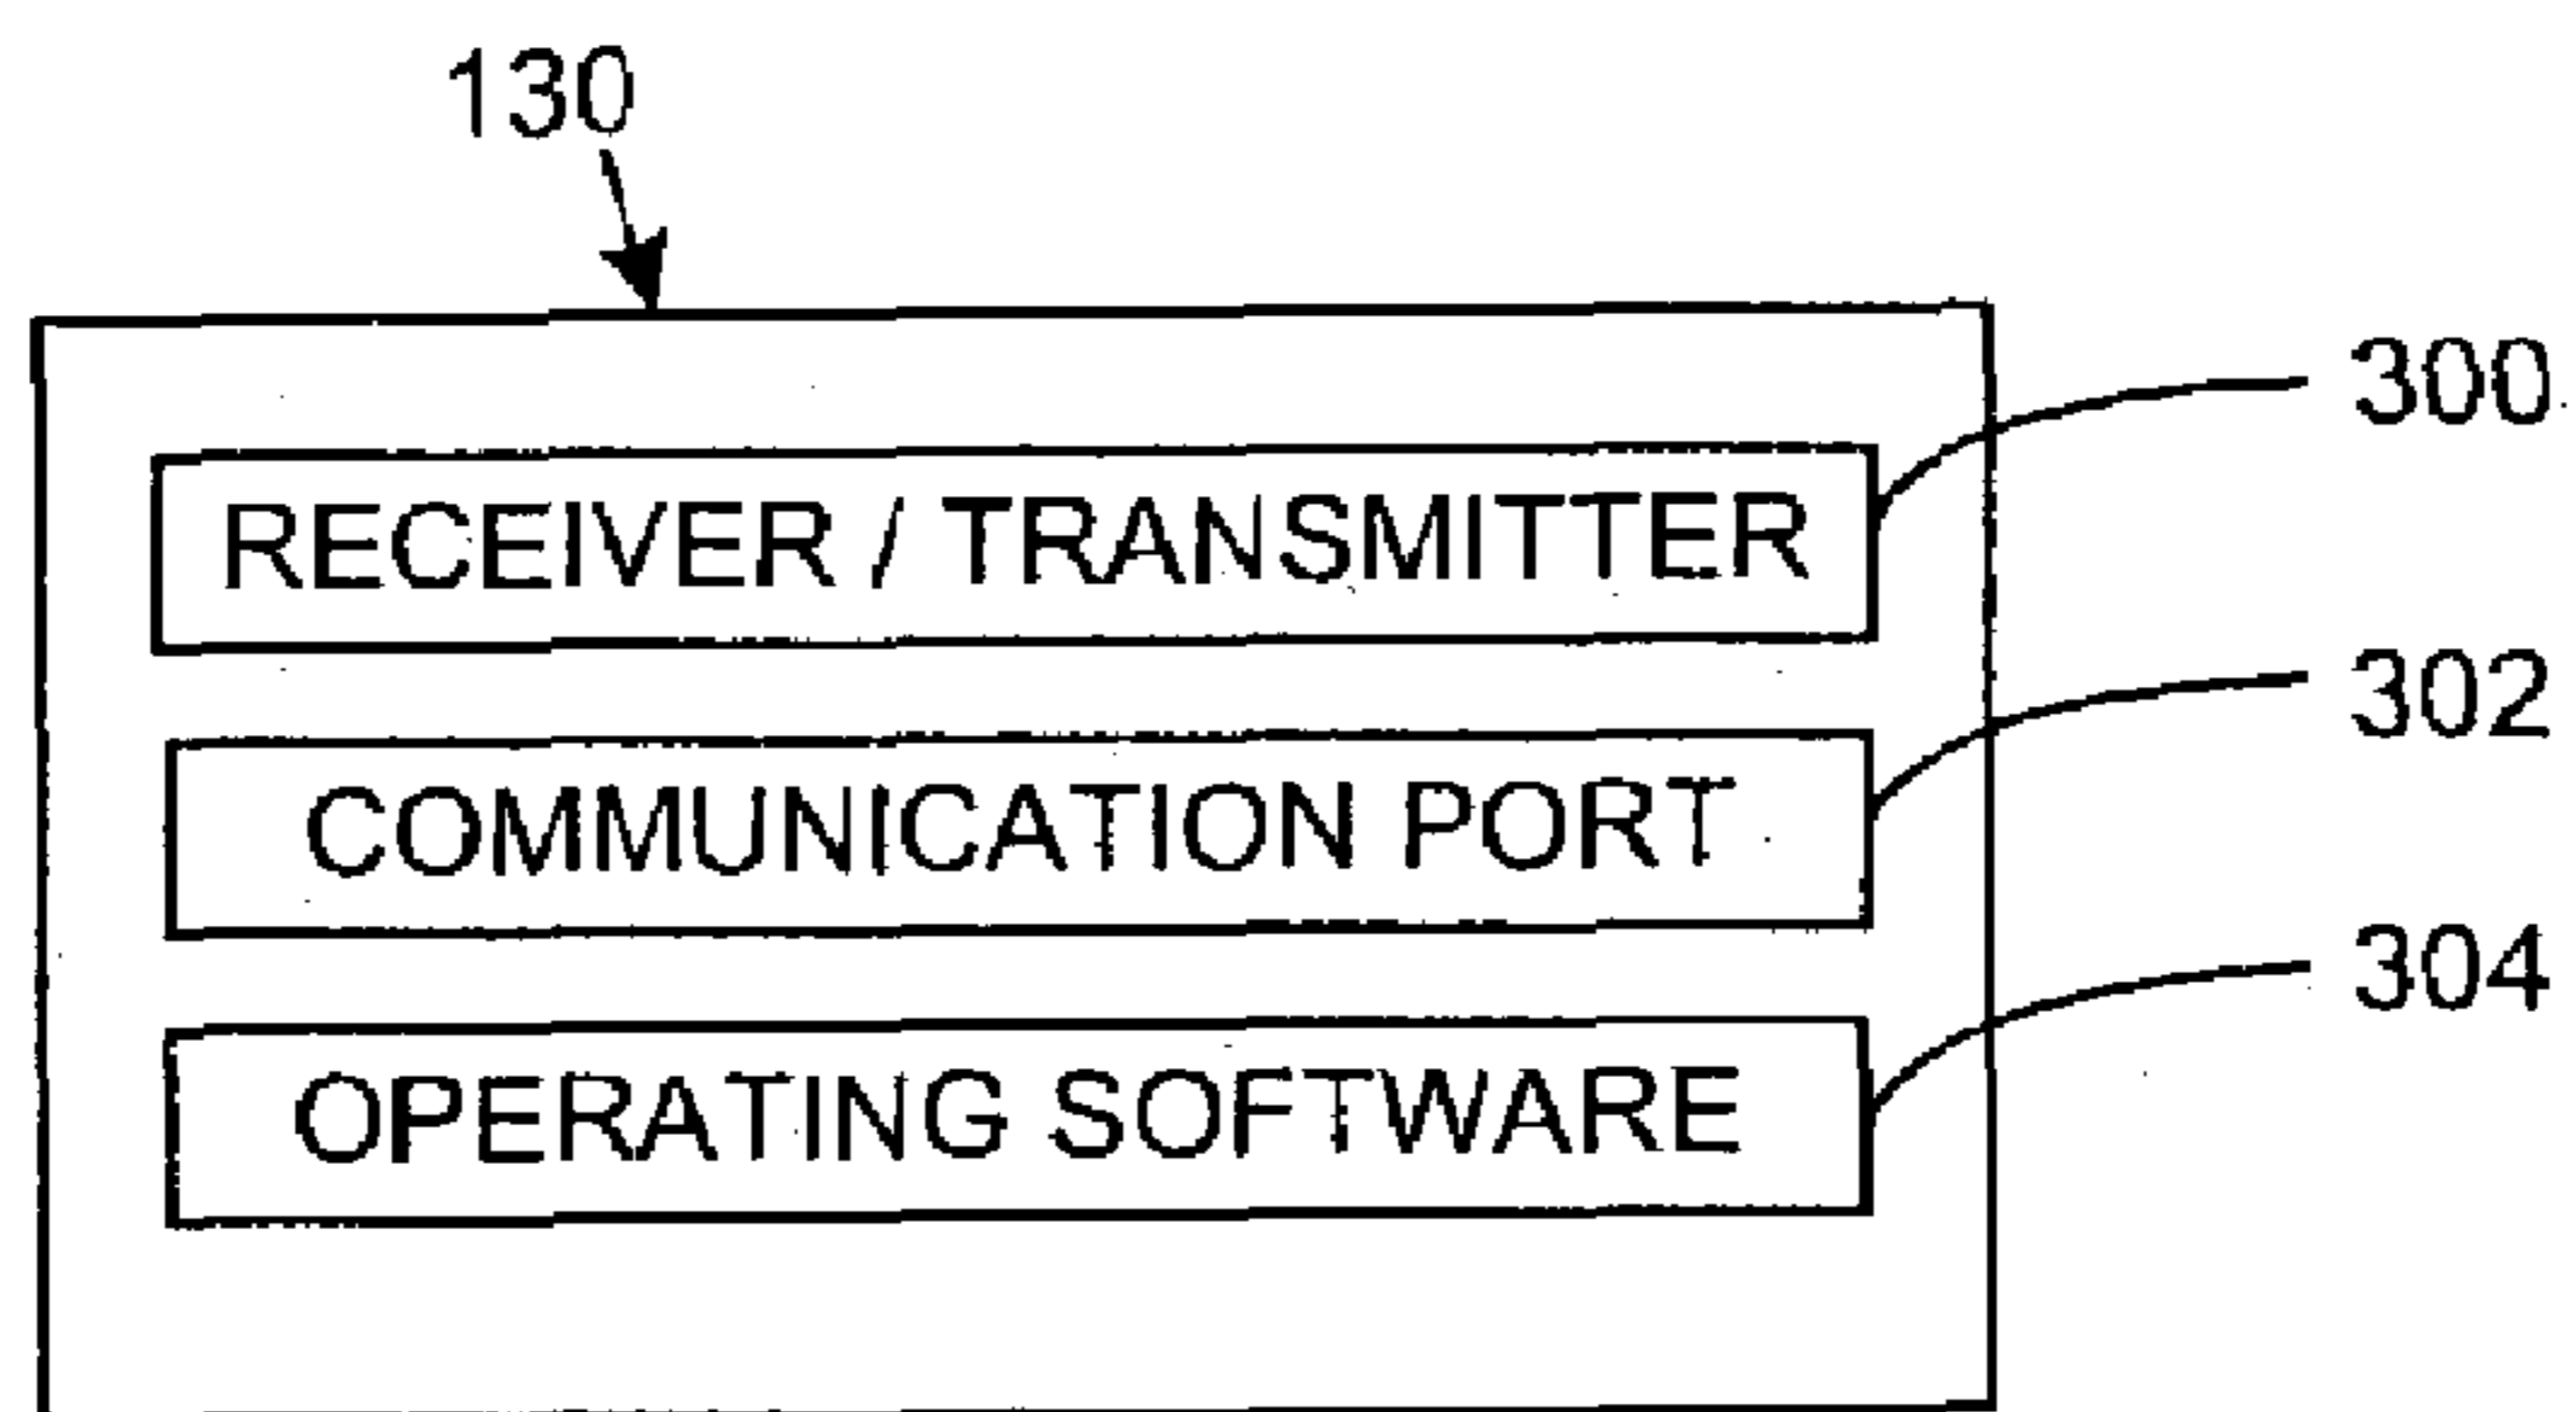 130
300
RECEIVER / TRANSMITTER
302
COMMUNICATION PORT
304
OPERATING SOFTWARE